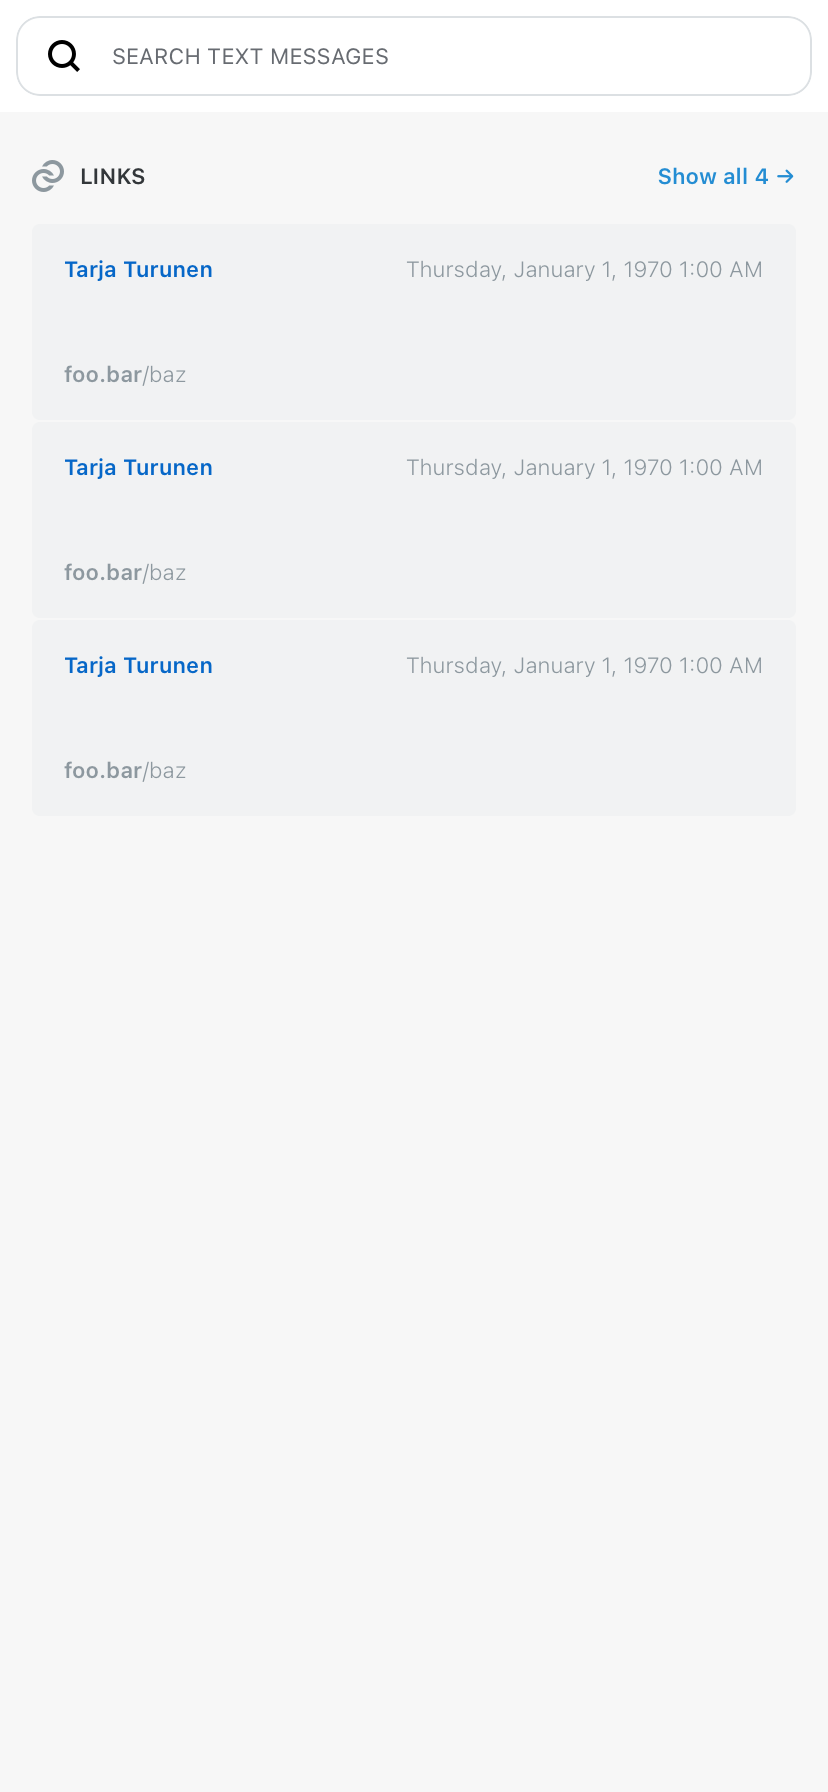 SEARCH TEXT MESSAGES
LINKS
Show all 4 →
Tarja Turunen
Thursday, January 1, 1970 1:00 AM
foo.bar/baz
Tarja Turunen
Thursday, January 1, 1970 1:00 AM
foo.bar/baz
Tarja Turunen
Thursday, January 1, 1970 1:00 AM
foo.bar/baz